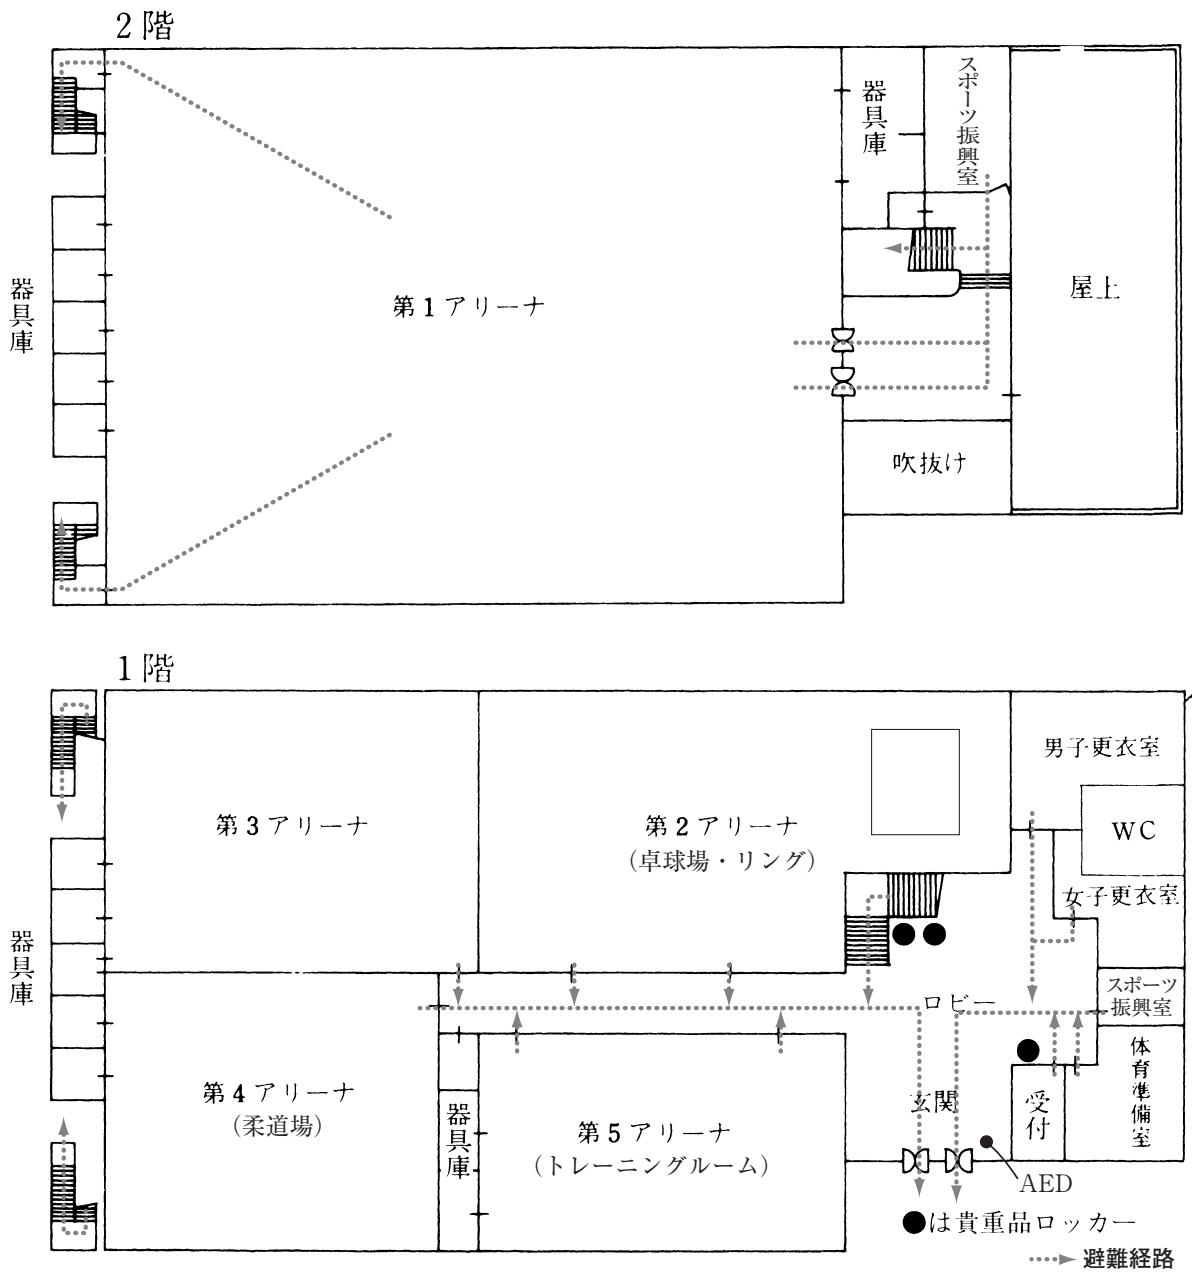 2階
器具庫
スポーツ振興室
器具庫
第1アリーナ
屋上
吹抜け
1階
男子更衣室
第3アリーナ
第2アリーナ
(卓球場・リング)
WC
女子更衣室
器具庫
ロビー
スポーツ
振興室
第4アリーナ
(柔道場)
器具庫
第5アリーナ
(トレーニングルーム)
玄関
受付
体育準備室
AED
●は貴重品ロッカー
避難経路